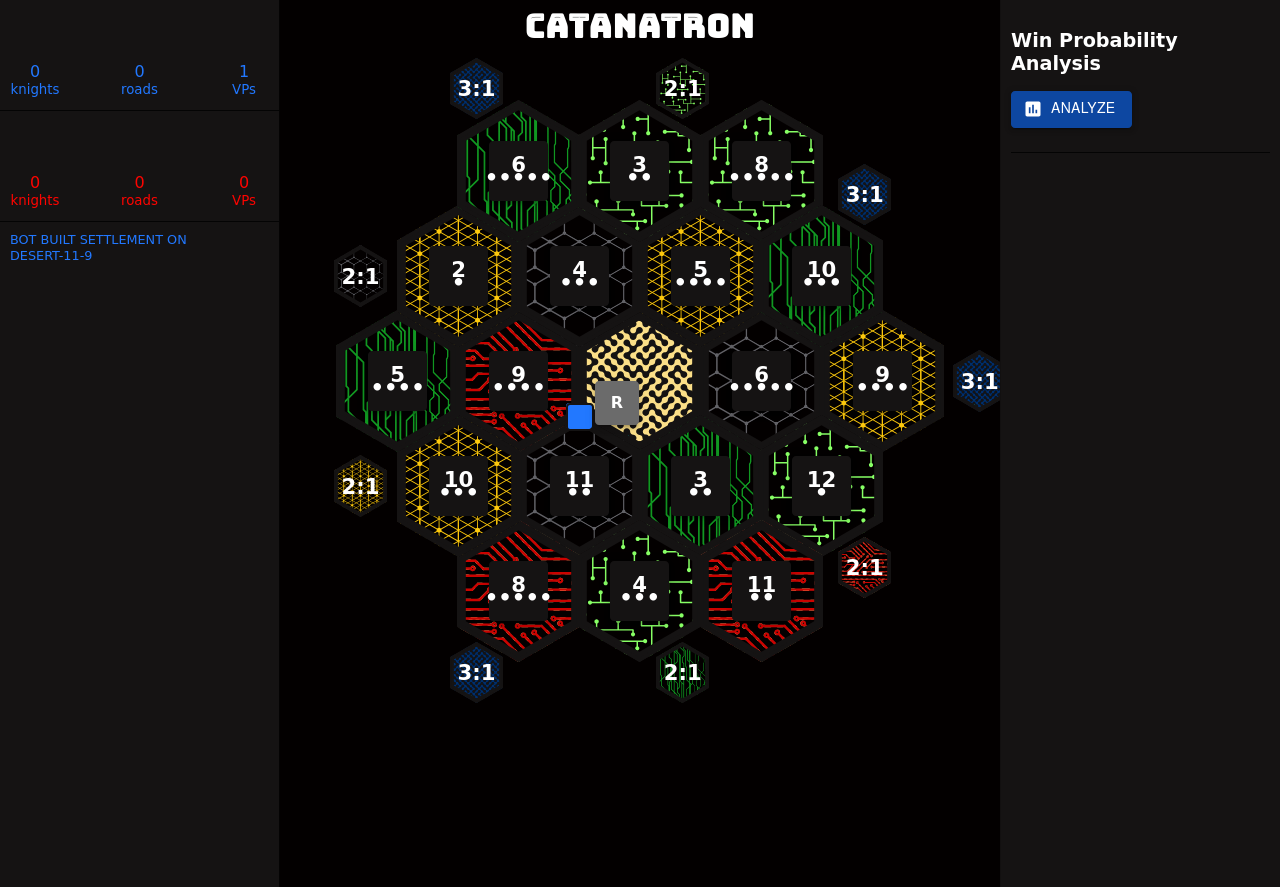 CATANATRON
0 0 1
knights roads VPs
0 0 0
knights roads VPs
BOT BUILT SETTLEMENT ON
DESERT-11-9
3:1 2:1
6 3 8
3:1
2:1 2 4 5 10
5 9 6 9 3:1
R
2:1 10 11 3 12
8 4 11 2:1
3:1 2:1
Win Probability
Analysis
ANALYZE